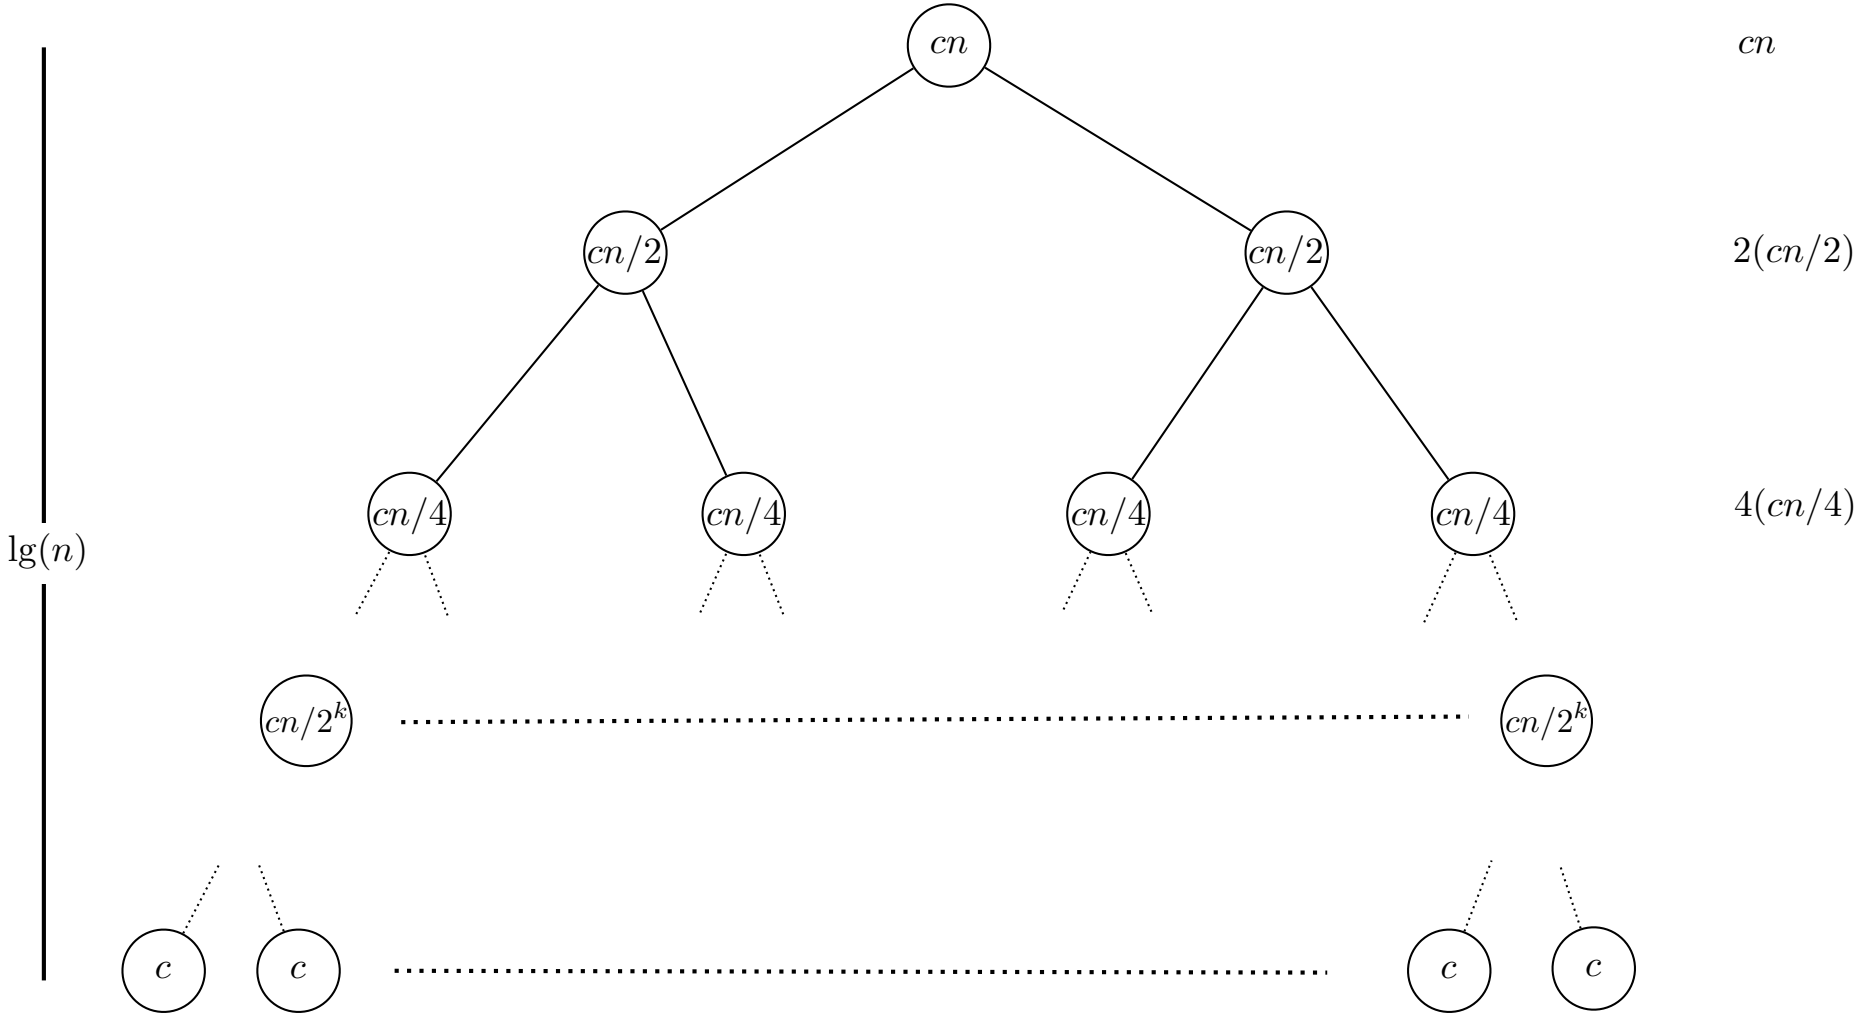 cn cn
cn/2 cn/2 2(cn/2)
cn/4 cn/4 cn/4 cn/4 4(cn/4)
lg(n)
cn/2^k cn/2^k
c c c c